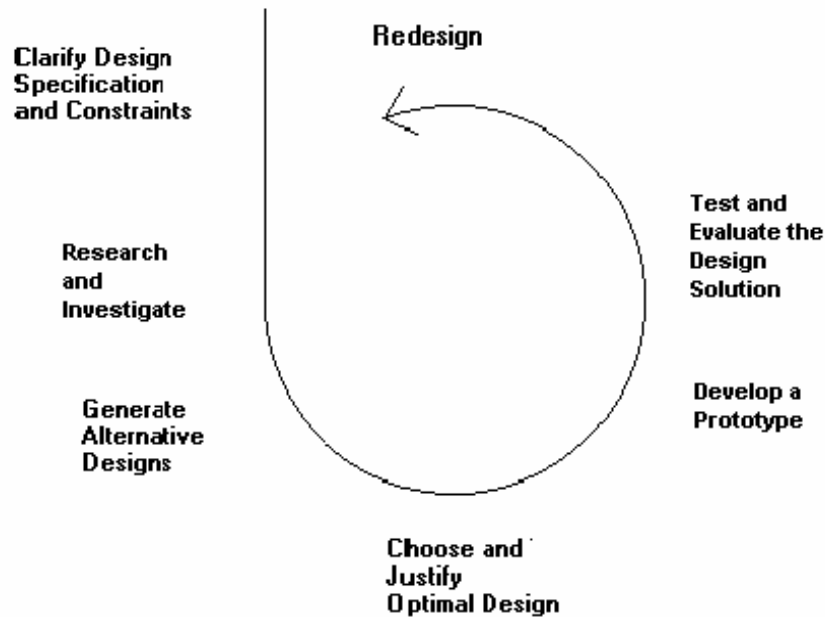 Clarify Design
Specification
and Constraints
Research
and
Investigate
Generate
Alternative
Designs
Choose and
Justify
Optimal Design
Develop a
Prototype
Test and
Evaluate the
Design
Solution
Redesign